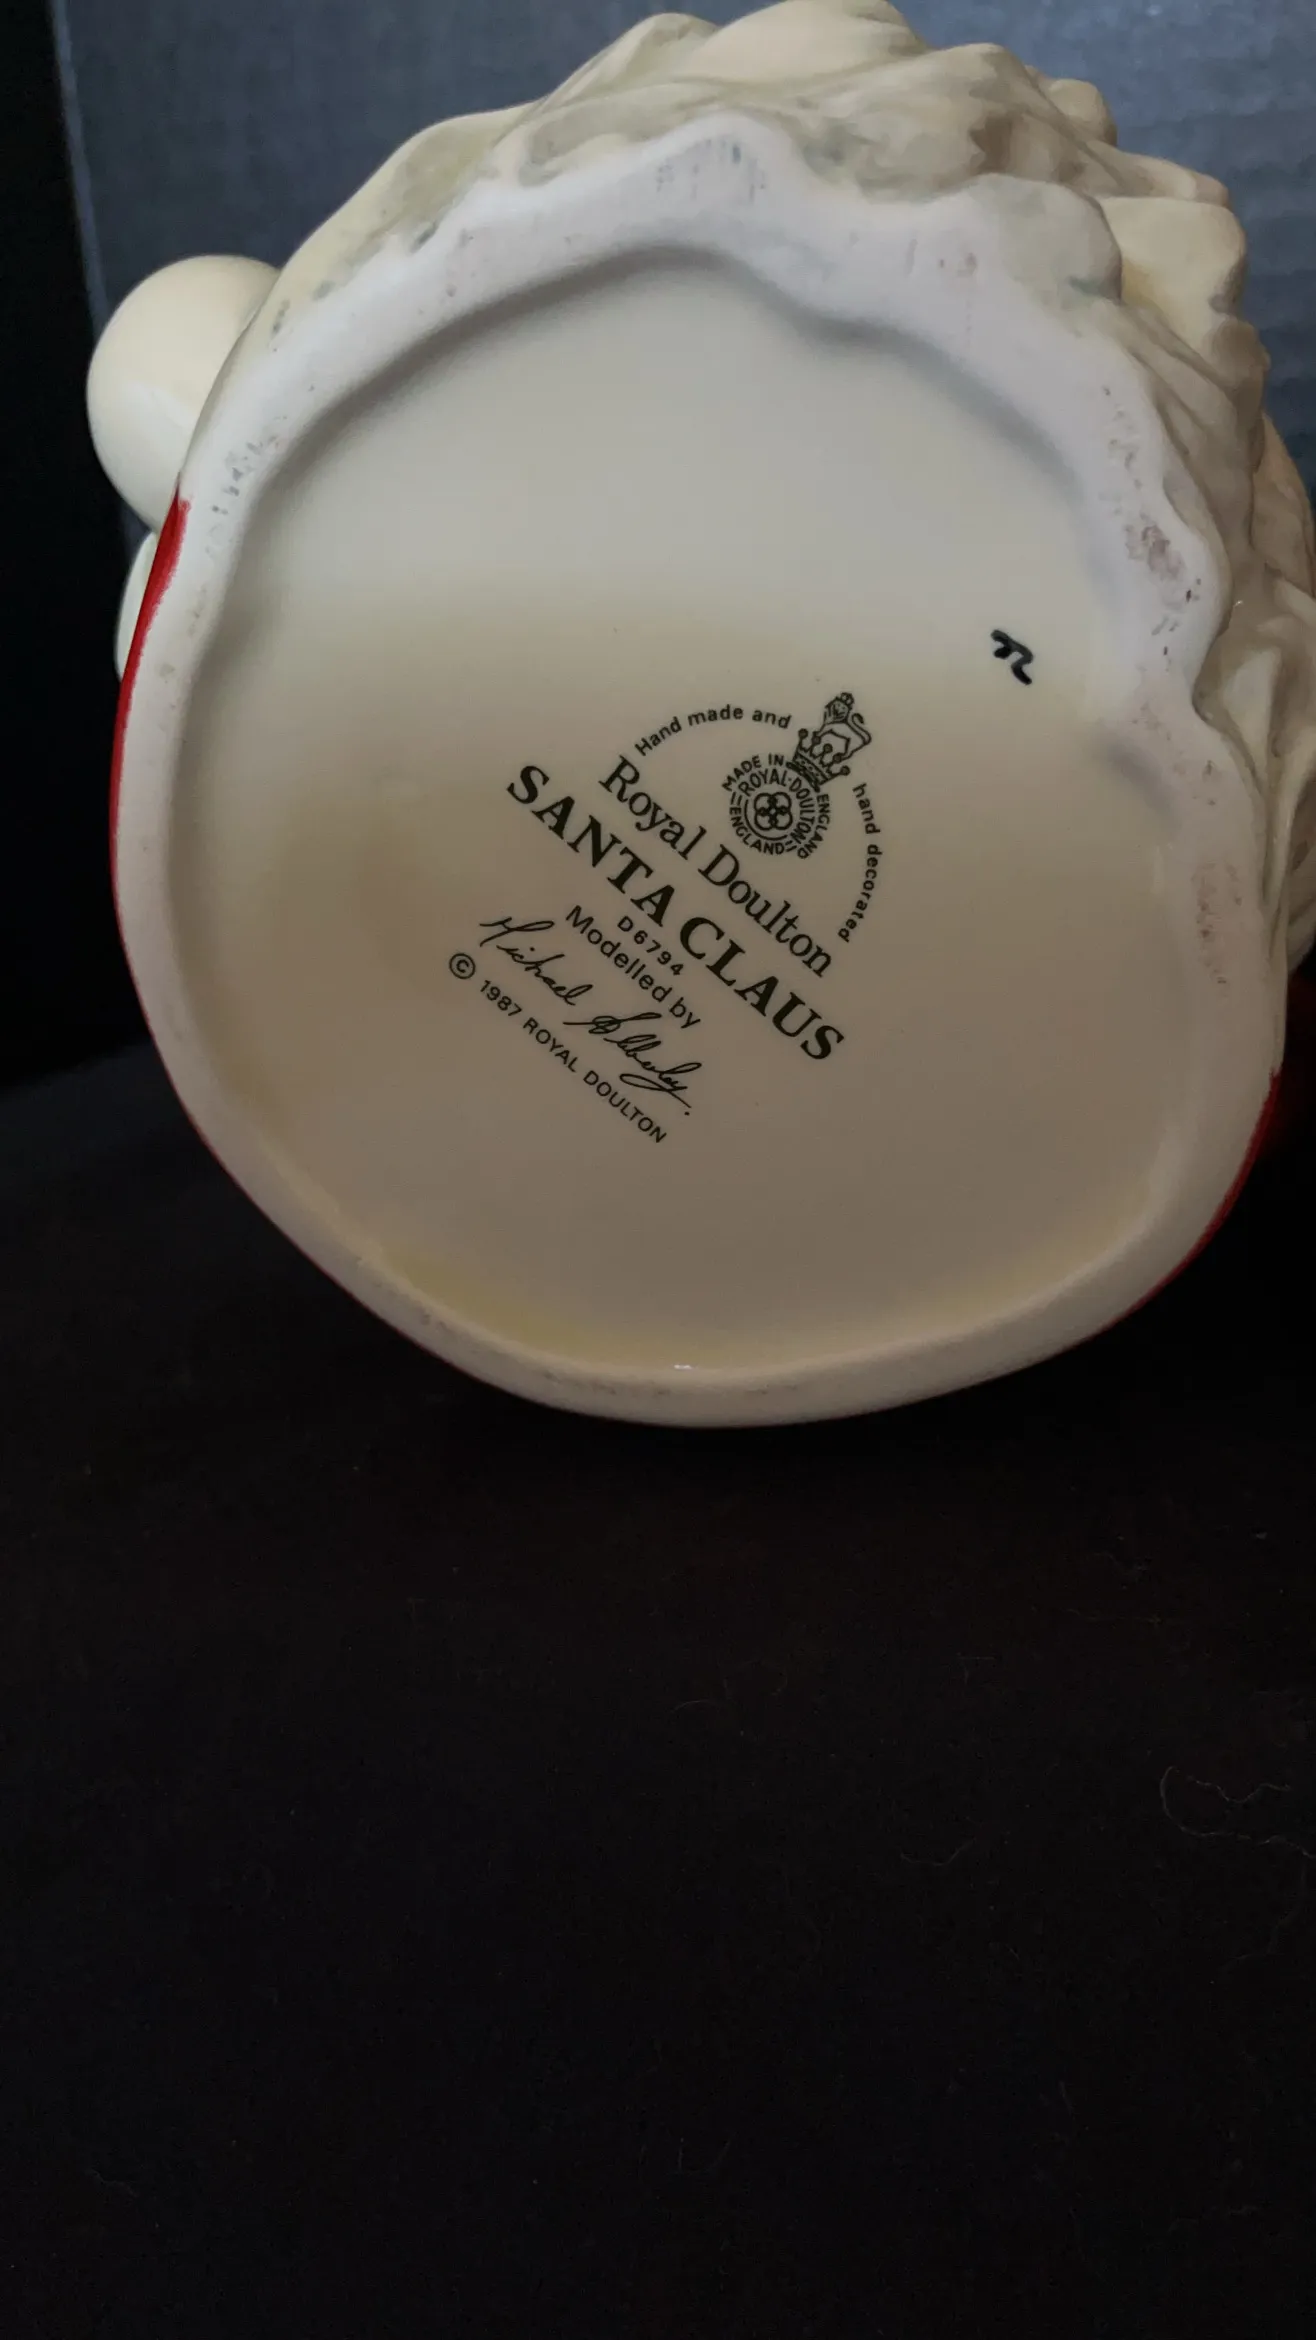 Hand made and hand decorated
MADE IN ENGLAND
ROYAL·DOULTON
ENGLAND
Royal Doulton
SANTA CLAUS
D6794
Modelled by
Michael Abberley.
© 1987 ROYAL DOULTON